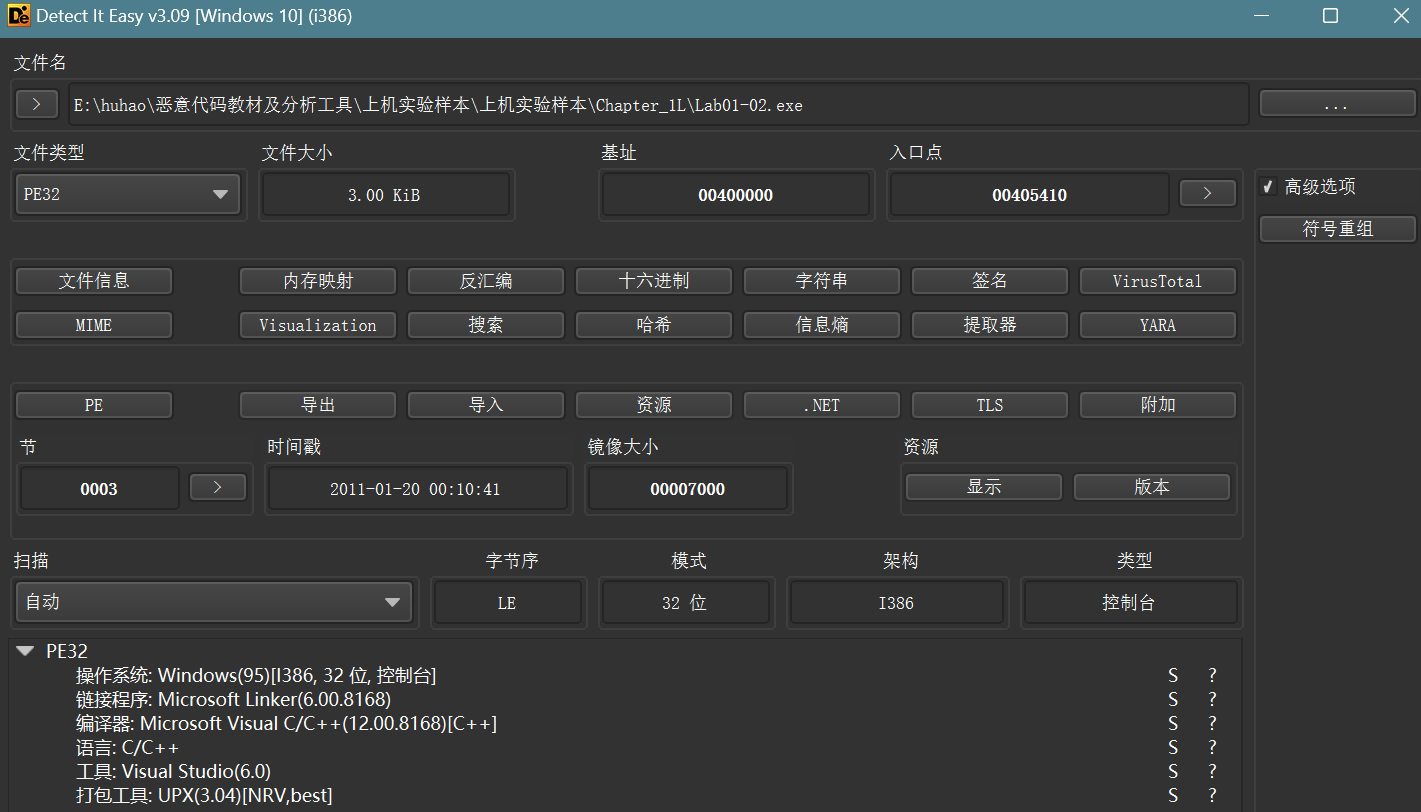 Detect It Easy v3.09 [Windows 10] (i386)
文件名
> E:\huhao\恶意代码教材及分析工具\上机实验样本\上机实验样本\Chapter_1L\Lab01-02.exe ...
文件类型 文件大小 基址 入口点
PE32 3.00 KiB 00400000 00405410 >
高级选项
符号重组
文件信息 内存映射 反汇编 十六进制 字符串 签名 VirusTotal
MIME Visualization 搜索 哈希 信息熵 提取器 YARA
PE 导出 导入 资源 .NET TLS 附加
节 时间戳 镜像大小 资源
0003 > 2011-01-20 00:10:41 00007000 显示 版本
扫描 字节序 模式 架构 类型
自动 LE 32 位 I386 控制台
PE32
操作系统: Windows(95)[I386, 32 位, 控制台] S ?
链接程序: Microsoft Linker(6.00.8168) S ?
编译器: Microsoft Visual C/C++(12.00.8168)[C++] S ?
语言: C/C++ S ?
工具: Visual Studio(6.0) S ?
打包工具: UPX(3.04)[NRV,best] S ?